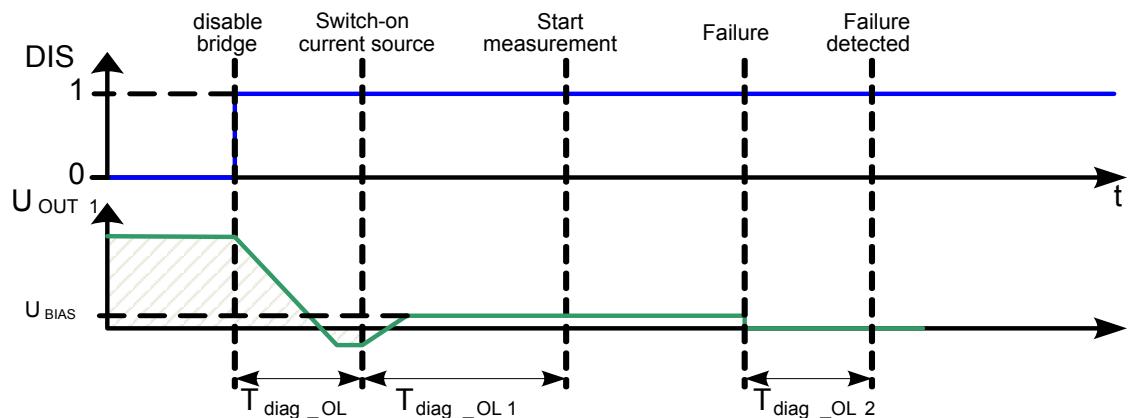 disable
bridge
Switch-on
current source
Start
measurement
Failure
Failure
detected
DIS
1
0
t
U OUT 1
U BIAS
T diag _OL
T diag _OL 1
T diag _OL 2